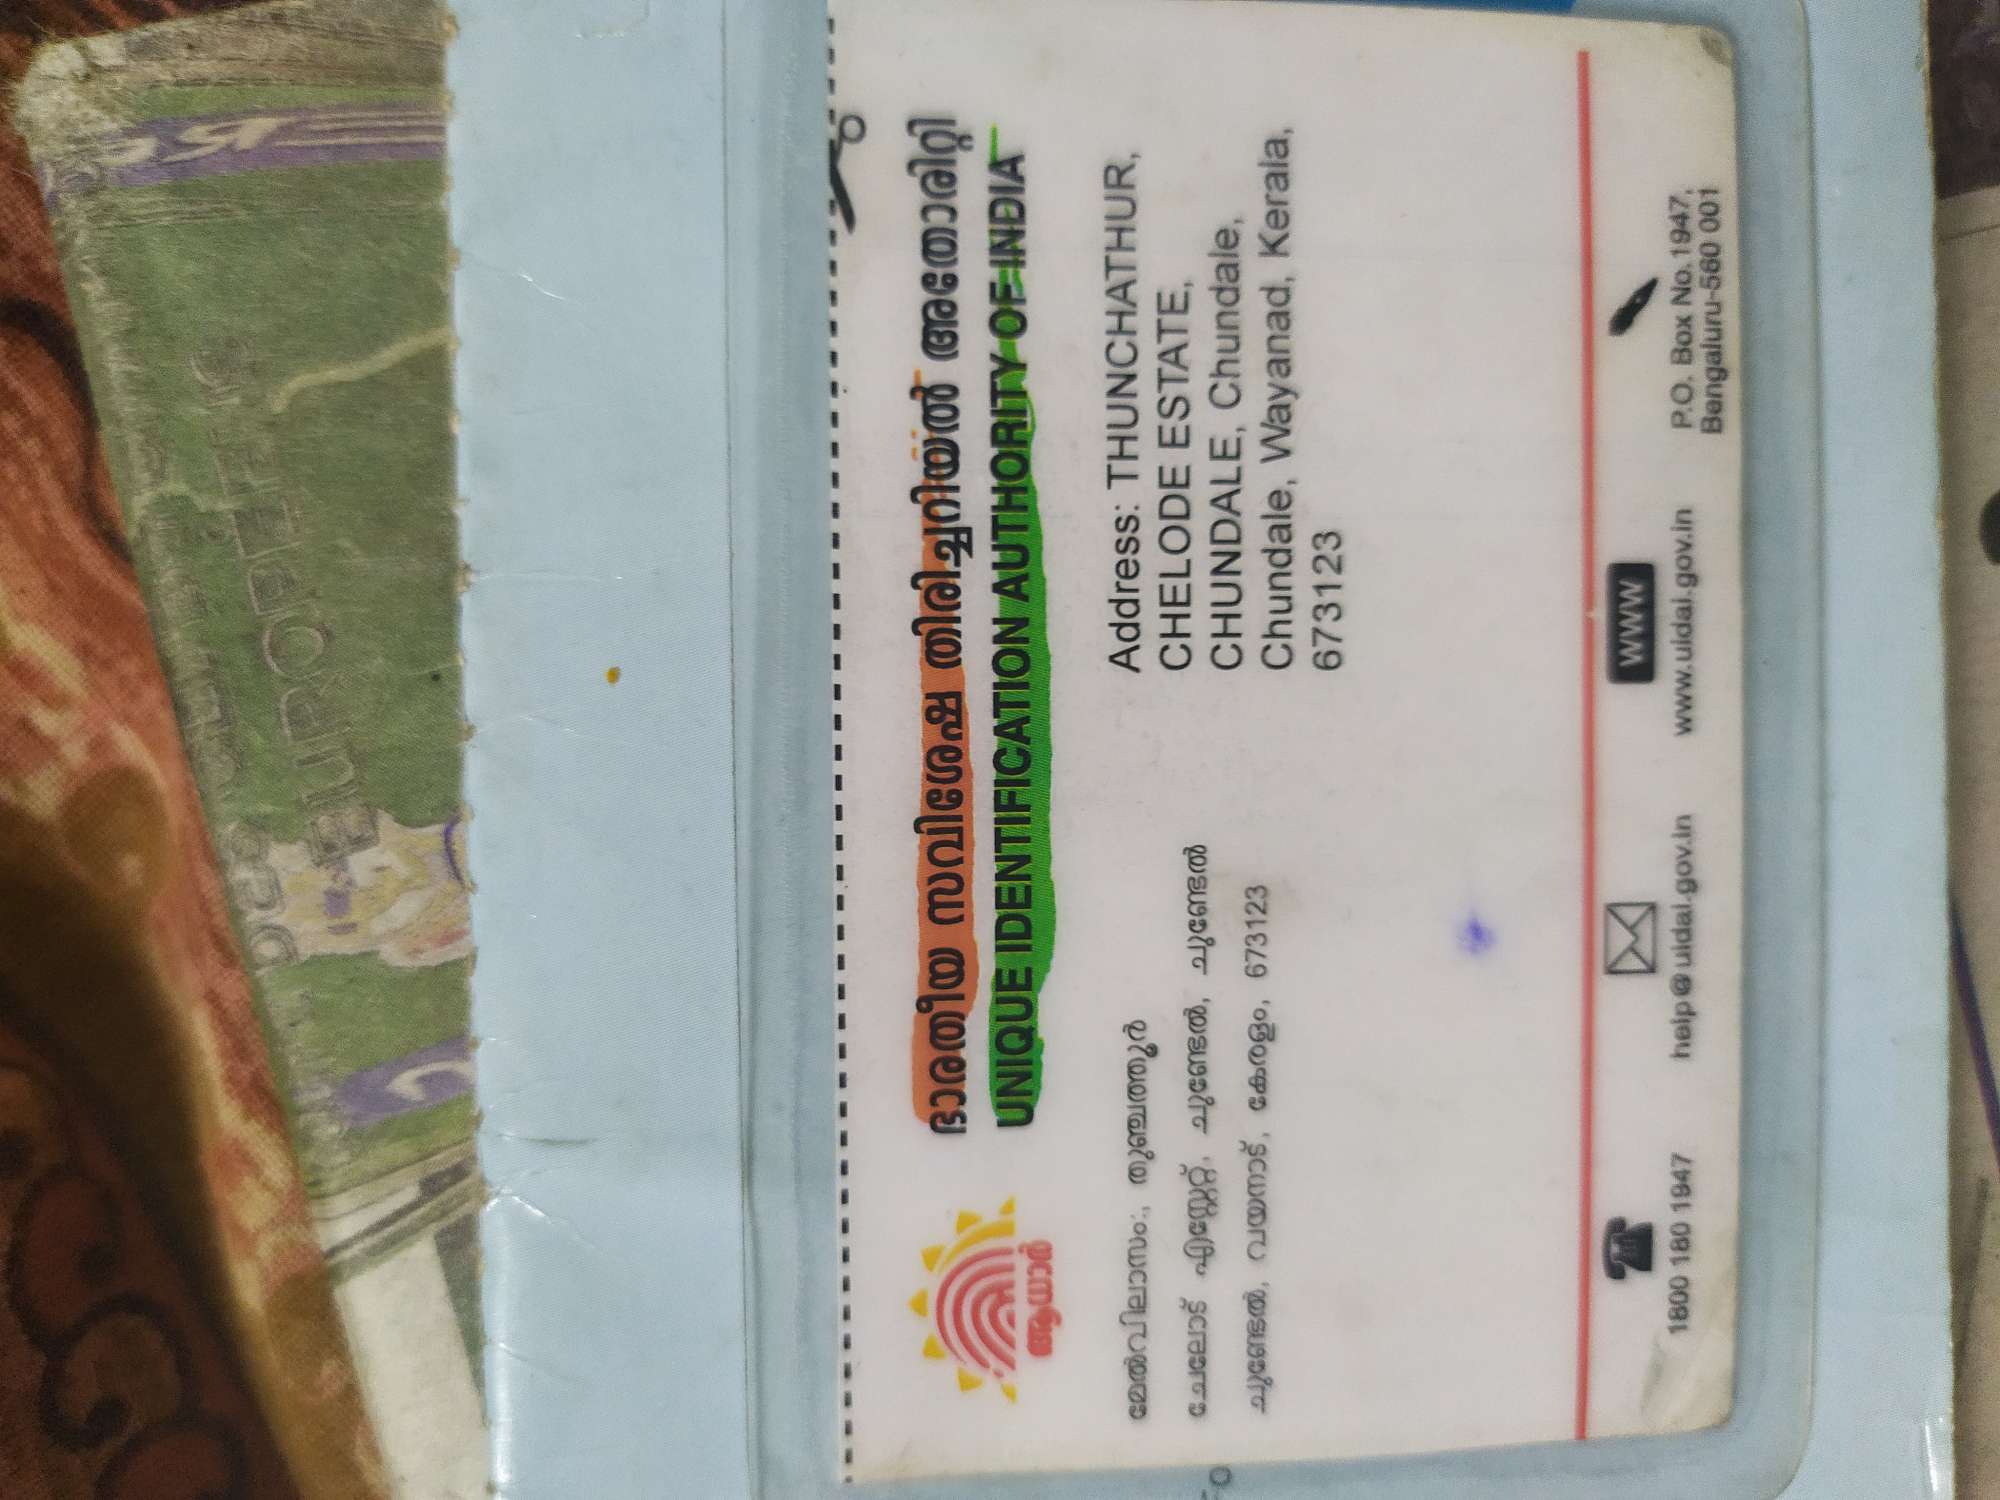 ഭാരതീയ സവിശേഷ തിരിച്ചറിയൽ അതോരിറ്റി
UNIQUE IDENTIFICATION AUTHORITY OF INDIA
ആധാർ
മേൽവിലാസം:, തുഞ്ചത്തൂർ
ചേലോട് എസ്റ്റേറ്റ്, ചുണ്ടേൽ, ചുണ്ടേൽ
ചുണ്ടേൽ, വയനാട്, കേരളം, 673123
Address: THUNCHATHUR,
CHELODE ESTATE,
CHUNDALE, Chundale,
Chundale, Wayanad, Kerala,
673123
1800 180 1947
help@uidai.gov.in
WWW
www.uidai.gov.in
P.O. Box No.1947,
Bengaluru-560 001